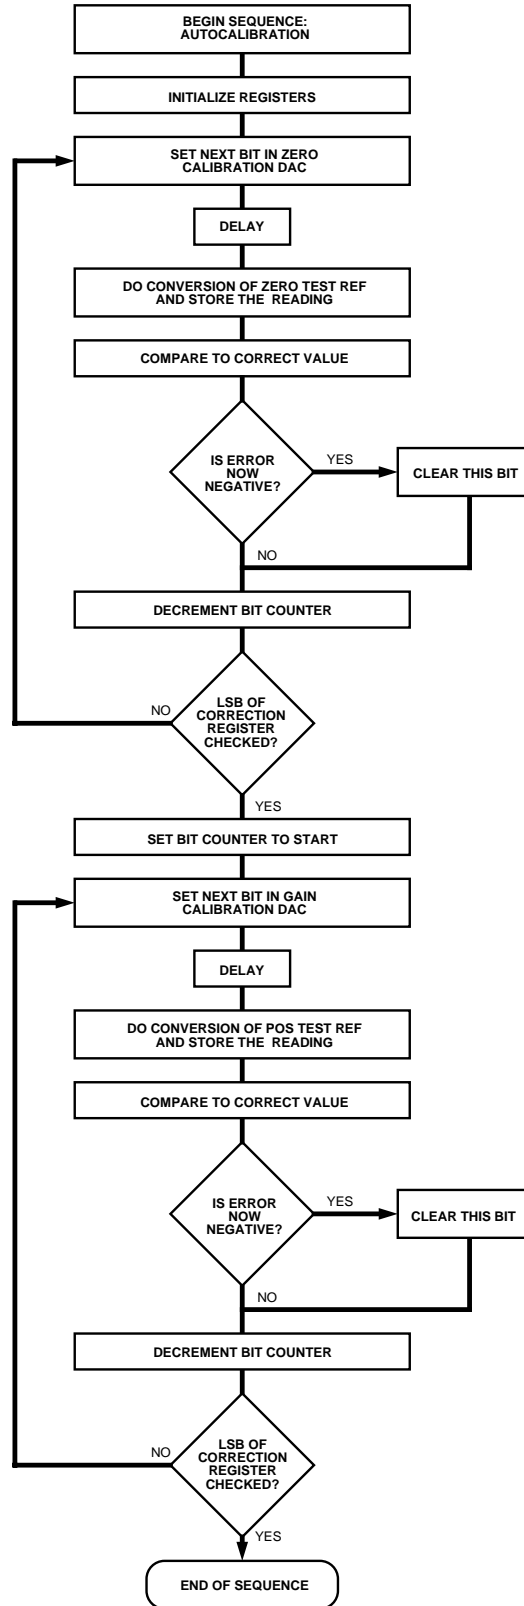 BEGIN SEQUENCE:
AUTOCALIBRATION
INITIALIZE REGISTERS
SET NEXT BIT IN ZERO
CALIBRATION DAC
DELAY
DO CONVERSION OF ZERO TEST REF
AND STORE THE READING
COMPARE TO CORRECT VALUE
IS ERROR
NOW
NEGATIVE?
YES
CLEAR THIS BIT
NO
DECREMENT BIT COUNTER
LSB OF
CORRECTION
REGISTER
CHECKED?
NO
YES
SET BIT COUNTER TO START
SET NEXT BIT IN GAIN
CALIBRATION DAC
DELAY
DO CONVERSION OF POS TEST REF
AND STORE THE READING
COMPARE TO CORRECT VALUE
IS ERROR
NOW
NEGATIVE?
YES
CLEAR THIS BIT
NO
DECREMENT BIT COUNTER
LSB OF
CORRECTION
REGISTER
CHECKED?
NO
YES
END OF SEQUENCE